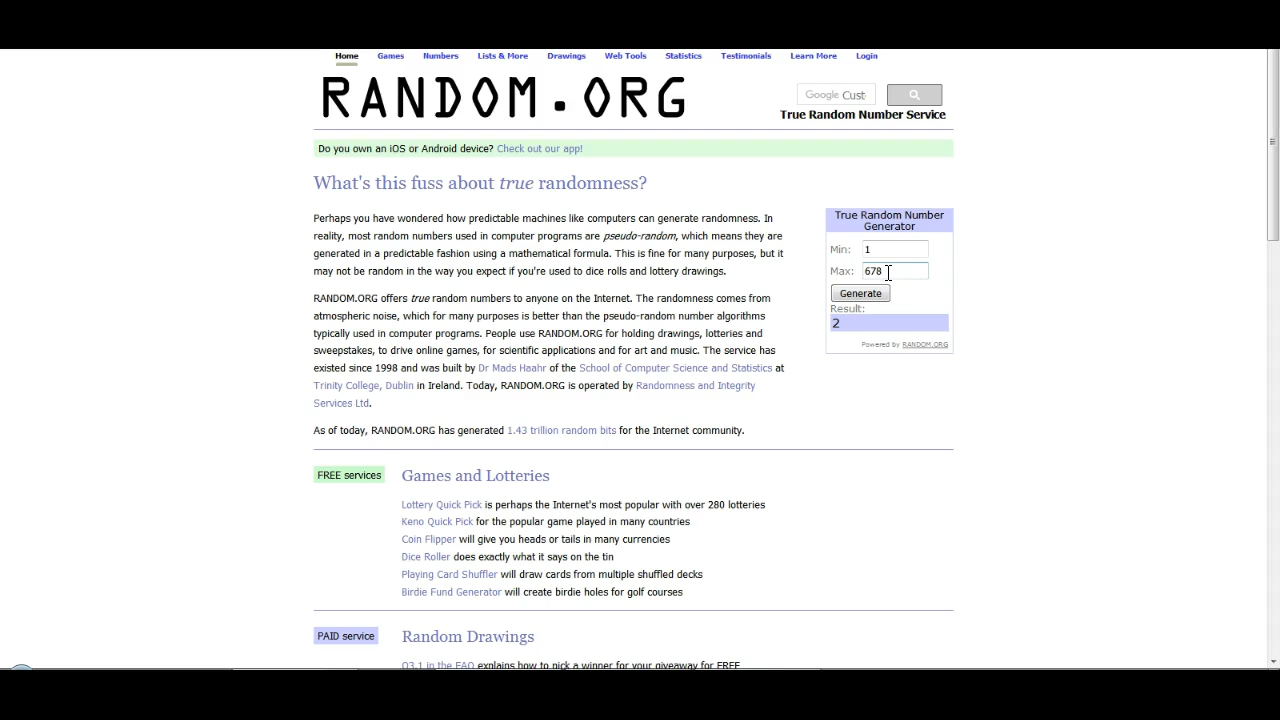 Home Games Numbers Lists & More Drawings Web Tools Statistics Testimonials Learn More Login
RANDOM.ORG
Google Cust
True Random Number Service
Do you own an iOS or Android device? Check out our app!
What's this fuss about true randomness?
Perhaps you have wondered how predictable machines like computers can generate randomness. In
reality, most random numbers used in computer programs are pseudo-random, which means they are
generated in a predictable fashion using a mathematical formula. This is fine for many purposes, but it
may not be random in the way you expect if you're used to dice rolls and lottery drawings.
RANDOM.ORG offers true random numbers to anyone on the Internet. The randomness comes from
atmospheric noise, which for many purposes is better than the pseudo-random number algorithms
typically used in computer programs. People use RANDOM.ORG for holding drawings, lotteries and
sweepstakes, to drive online games, for scientific applications and for art and music. The service has
existed since 1998 and was built by Dr Mads Haahr of the School of Computer Science and Statistics at
Trinity College, Dublin in Ireland. Today, RANDOM.ORG is operated by Randomness and Integrity
Services Ltd.
As of today, RANDOM.ORG has generated 1.43 trillion random bits for the Internet community.
True Random Number
Generator
Min: 1
Max: 678
Generate
Result:
2
Powered by RANDOM.ORG
FREE services
Games and Lotteries
Lottery Quick Pick is perhaps the Internet's most popular with over 280 lotteries
Keno Quick Pick for the popular game played in many countries
Coin Flipper will give you heads or tails in many currencies
Dice Roller does exactly what it says on the tin
Playing Card Shuffler will draw cards from multiple shuffled decks
Birdie Fund Generator will create birdie holes for golf courses
PAID service
Random Drawings
Q3.1 in the FAQ explains how to pick a winner for your giveaway for FREE